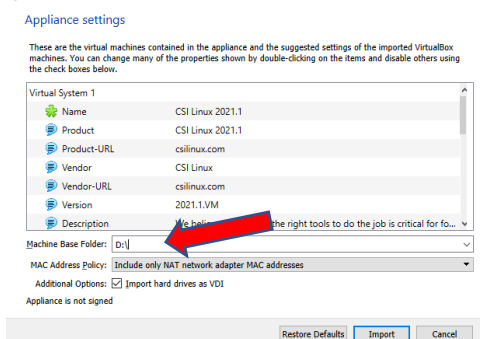 Appliance settings
These are the virtual machines contained in the appliance and the suggested settings of the imported VirtualBox
machines. You can change many of the properties shown by double-clicking on the items and disable others using
the check boxes below.
Virtual System 1
Name CSI Linux 2021.1
Product CSI Linux 2021.1
Product-URL csilinux.com
Vendor CSI Linux
Vendor-URL csilinux.com
Version 2021.1.VM
Description We belie the right tools to do the job is critical for fo...
Machine Base Folder: D:\
MAC Address Policy: Include only NAT network adapter MAC addresses
Additional Options: Import hard drives as VDI
Appliance is not signed
Restore Defaults Import Cancel